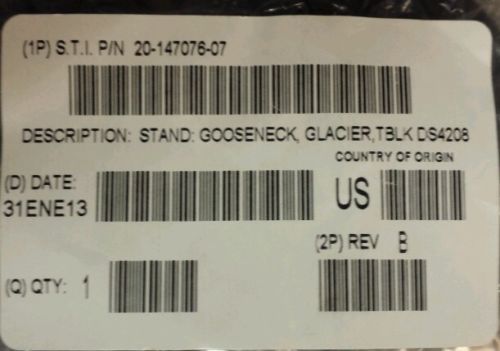 (1P) S.T.I. P/N 20-147076-07
DESCRIPTION: STAND: GOOSENECK, GLACIER,TBLK DS4208
COUNTRY OF ORIGIN
(D) DATE:
31ENE13
US
(2P) REV B
(Q) QTY: 1